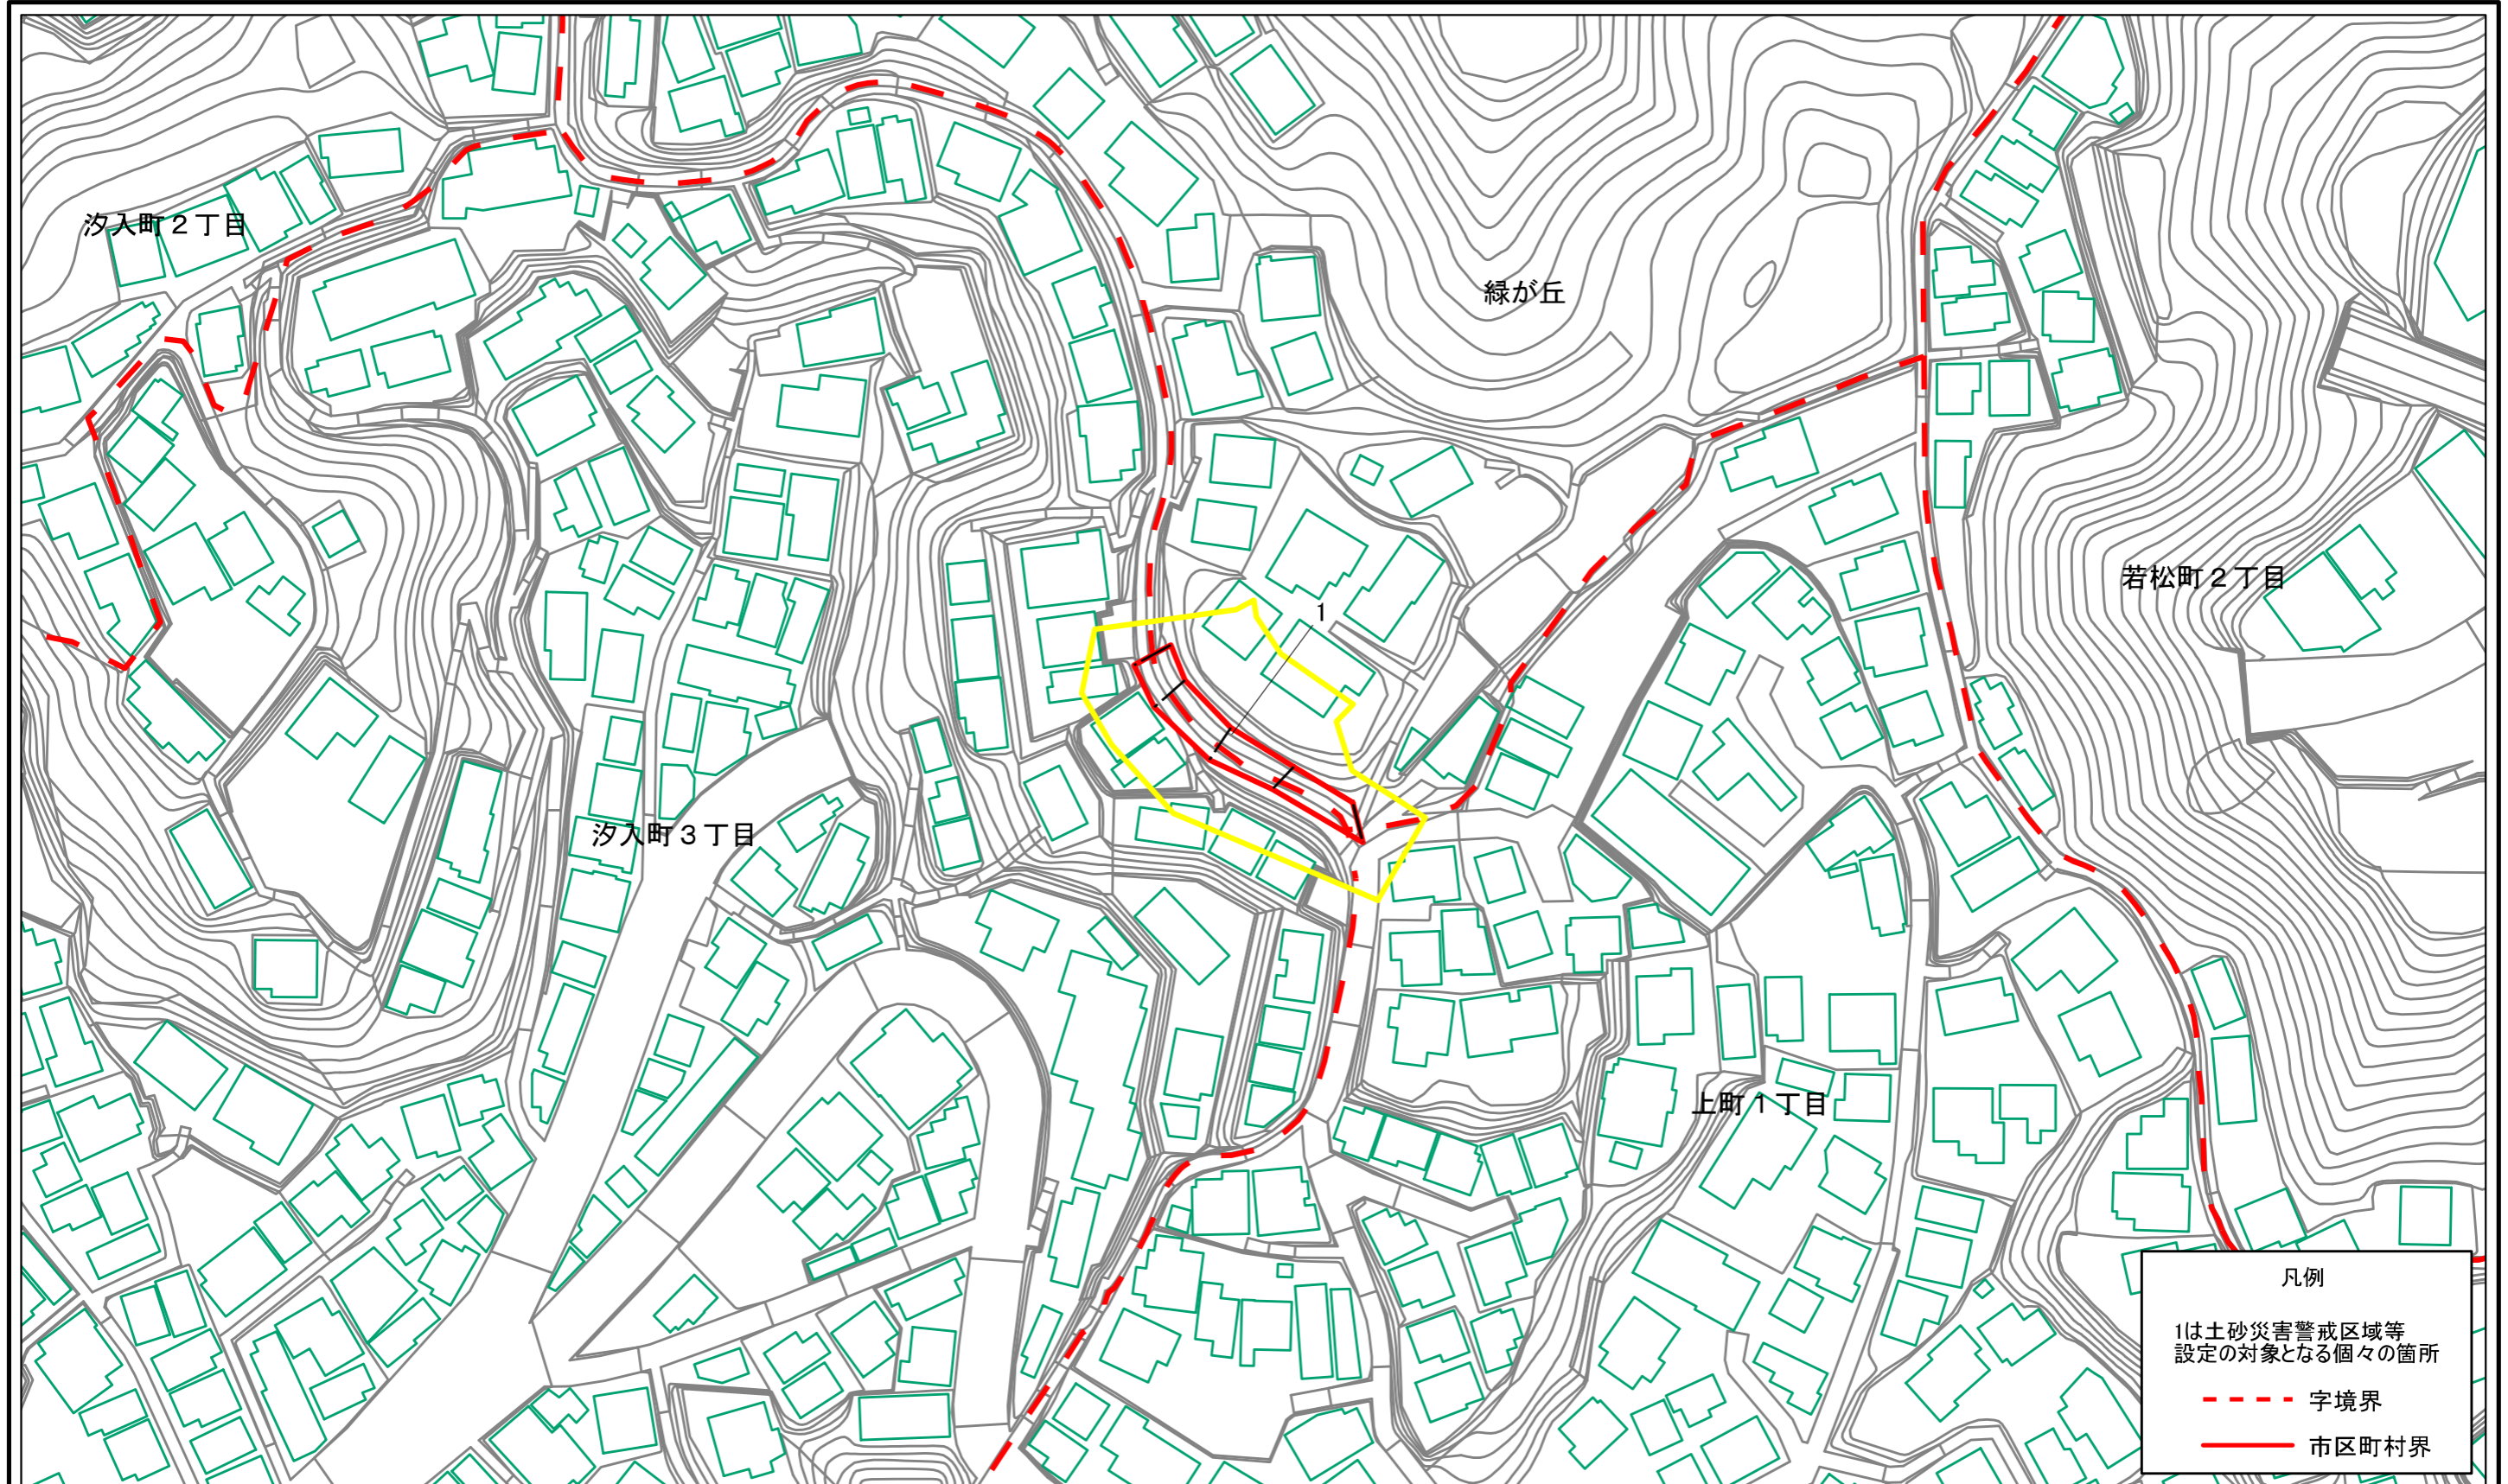 汐入町２丁目
緑が丘
若松町２丁目
1
汐入町３丁目
上町１丁目
凡例
1は土砂災害警戒区域等
設定の対象となる個々の箇所
字境界
市区町村界